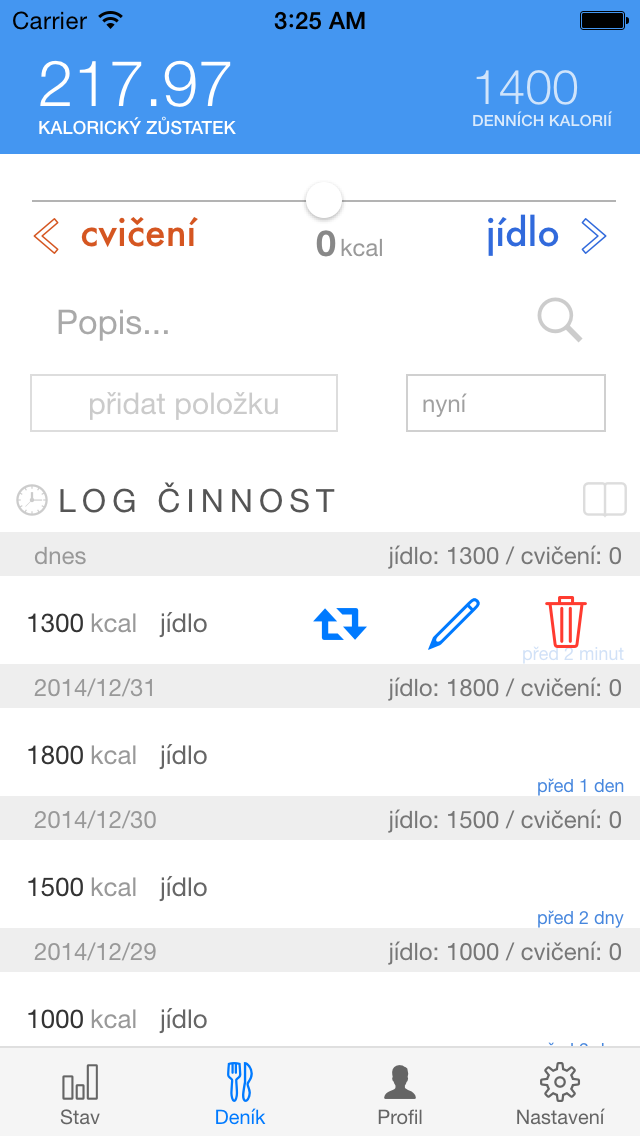 Carrier 3:25 AM
217.97 1400
KALORICKÝ ZŮSTATEK DENNÍCH KALORIÍ
cvičení 0 kcal jídlo
Popis...
přidat položku nyní
LOG ČINNOST
dnes jídlo: 1300 / cvičení: 0
1300 kcal jídlo
před 2 minut
2014/12/31 jídlo: 1800 / cvičení: 0
1800 kcal jídlo
před 1 den
2014/12/30 jídlo: 1500 / cvičení: 0
1500 kcal jídlo
před 2 dny
2014/12/29 jídlo: 1000 / cvičení: 0
1000 kcal jídlo
Stav Deník Profil Nastavení